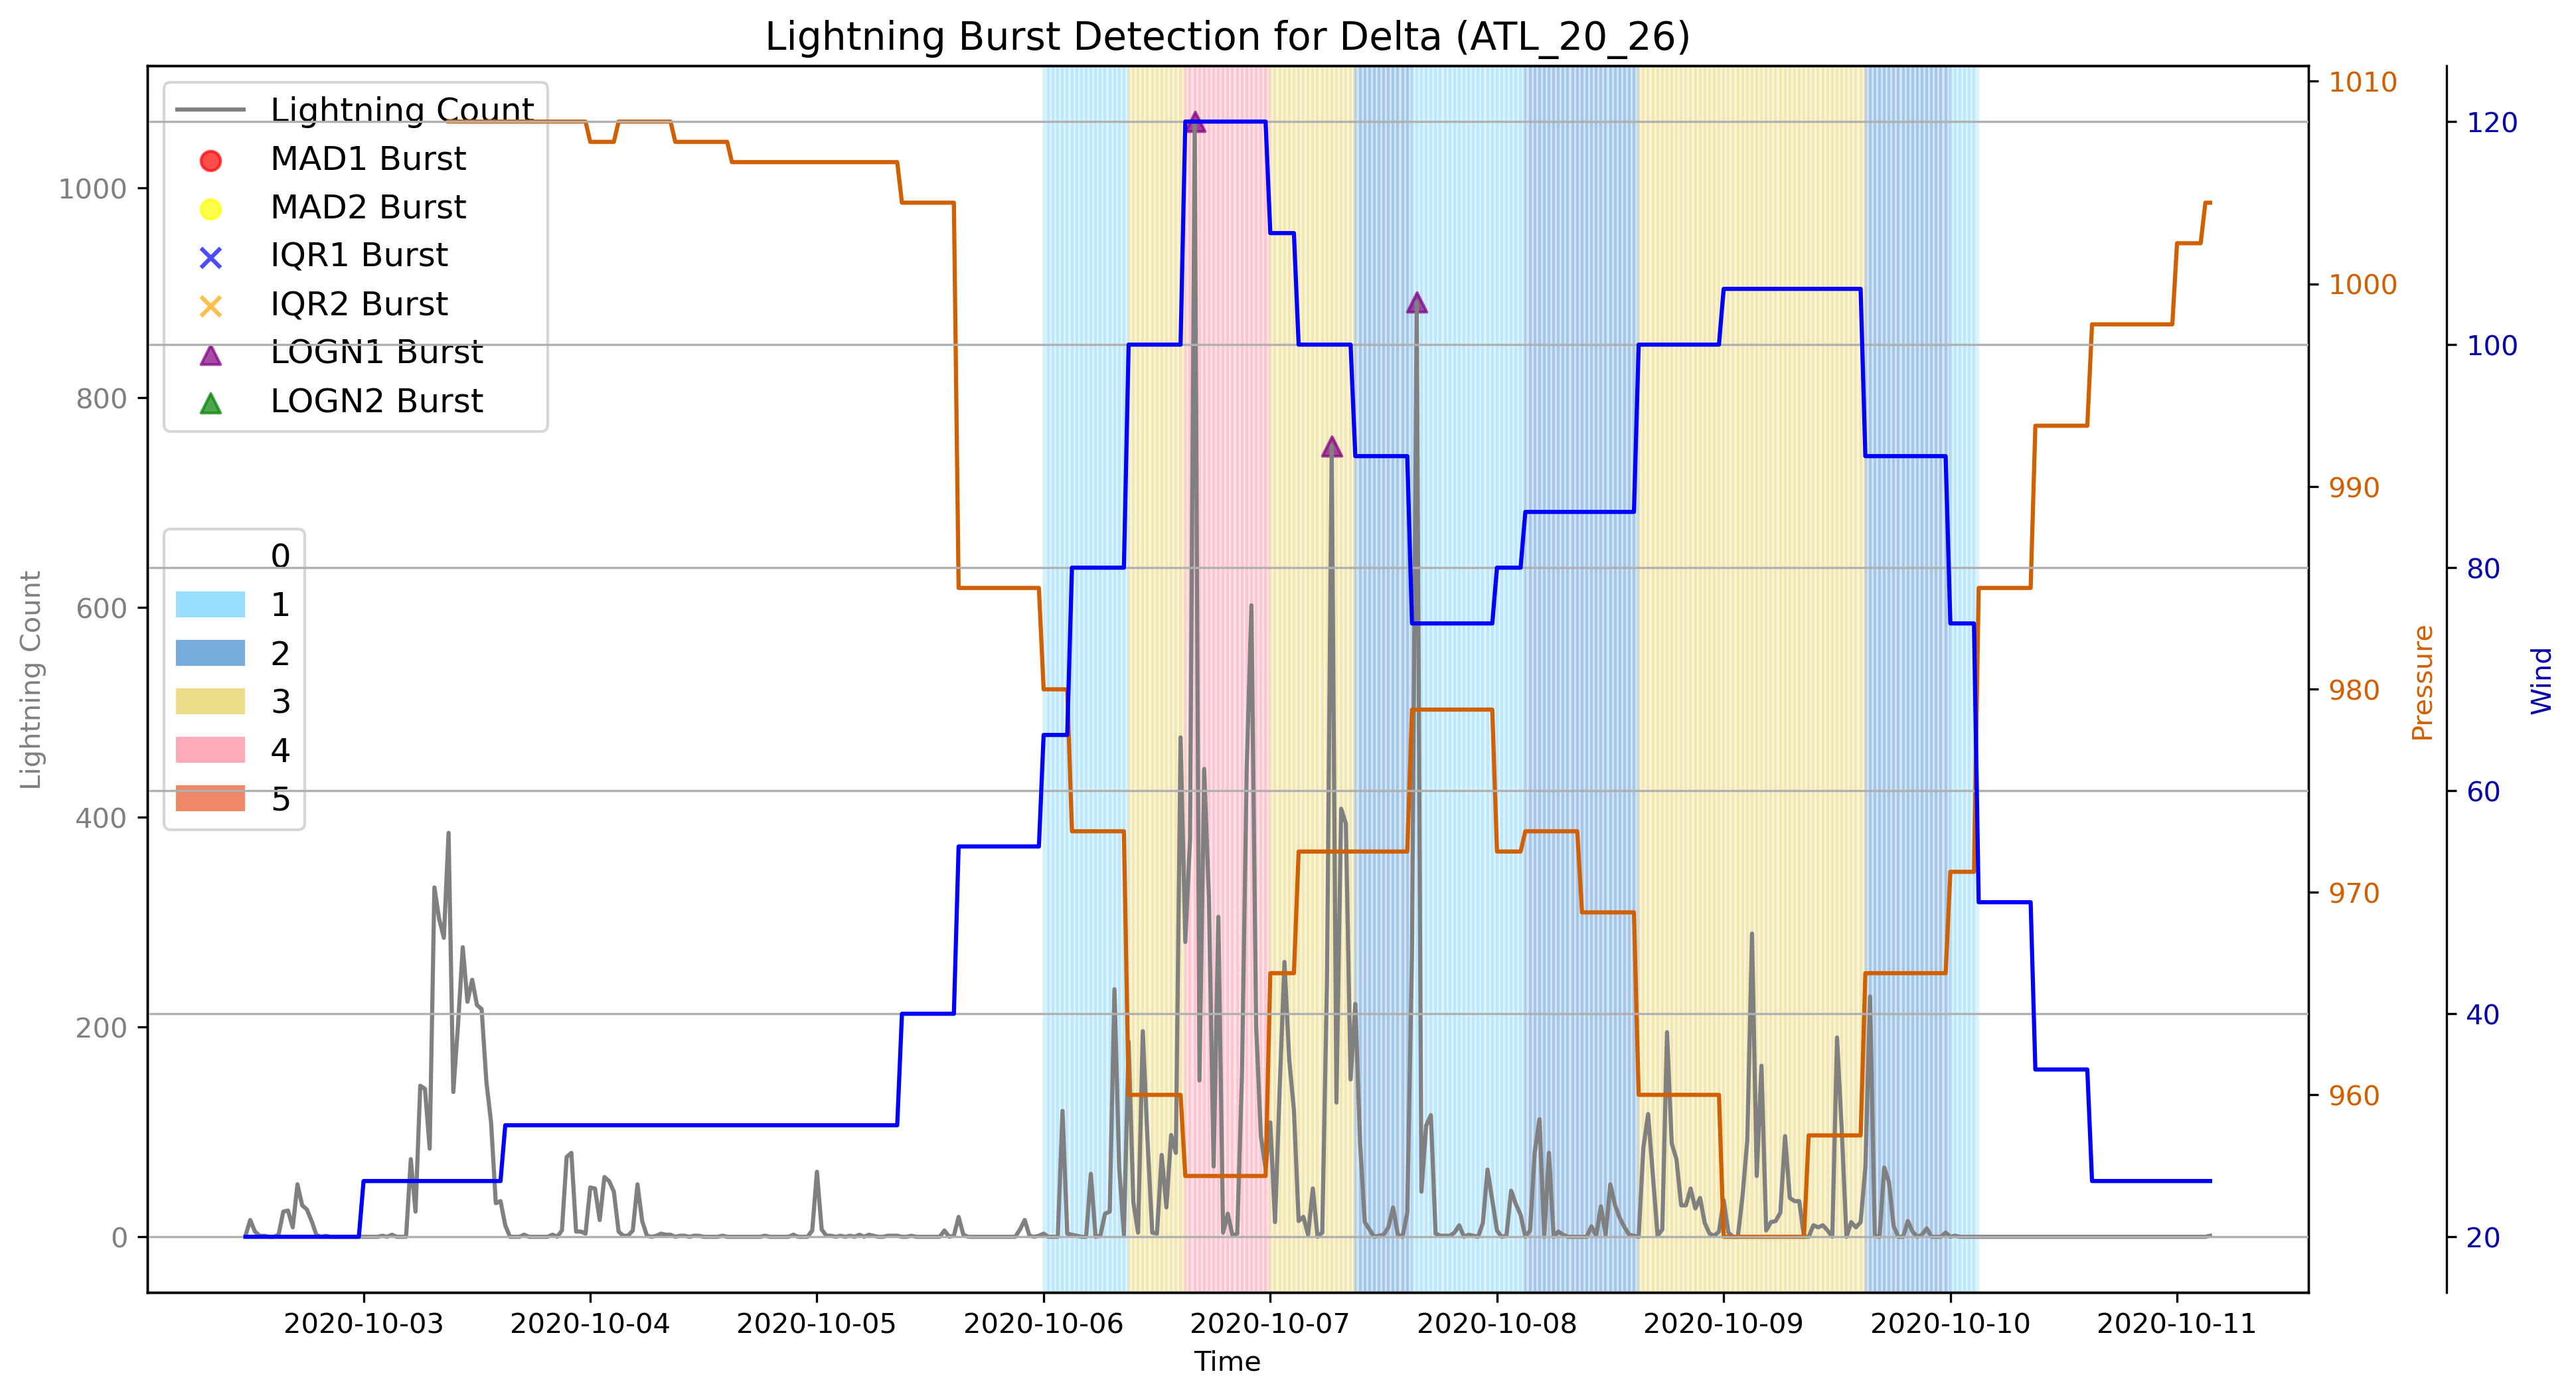 Lightning Burst Detection for Delta (ATL_20_26)
Lightning Count
MAD1 Burst
MAD2 Burst
IQR1 Burst
IQR2 Burst
LOGN1 Burst
LOGN2 Burst
0
1
2
3
4
5
Lightning Count
1000
800
600
400
200
0
1010
1000
990
980
970
960
Pressure
120
100
80
60
40
20
Wind
2020-10-03
2020-10-04
2020-10-05
2020-10-06
2020-10-07
2020-10-08
2020-10-09
2020-10-10
2020-10-11
Time